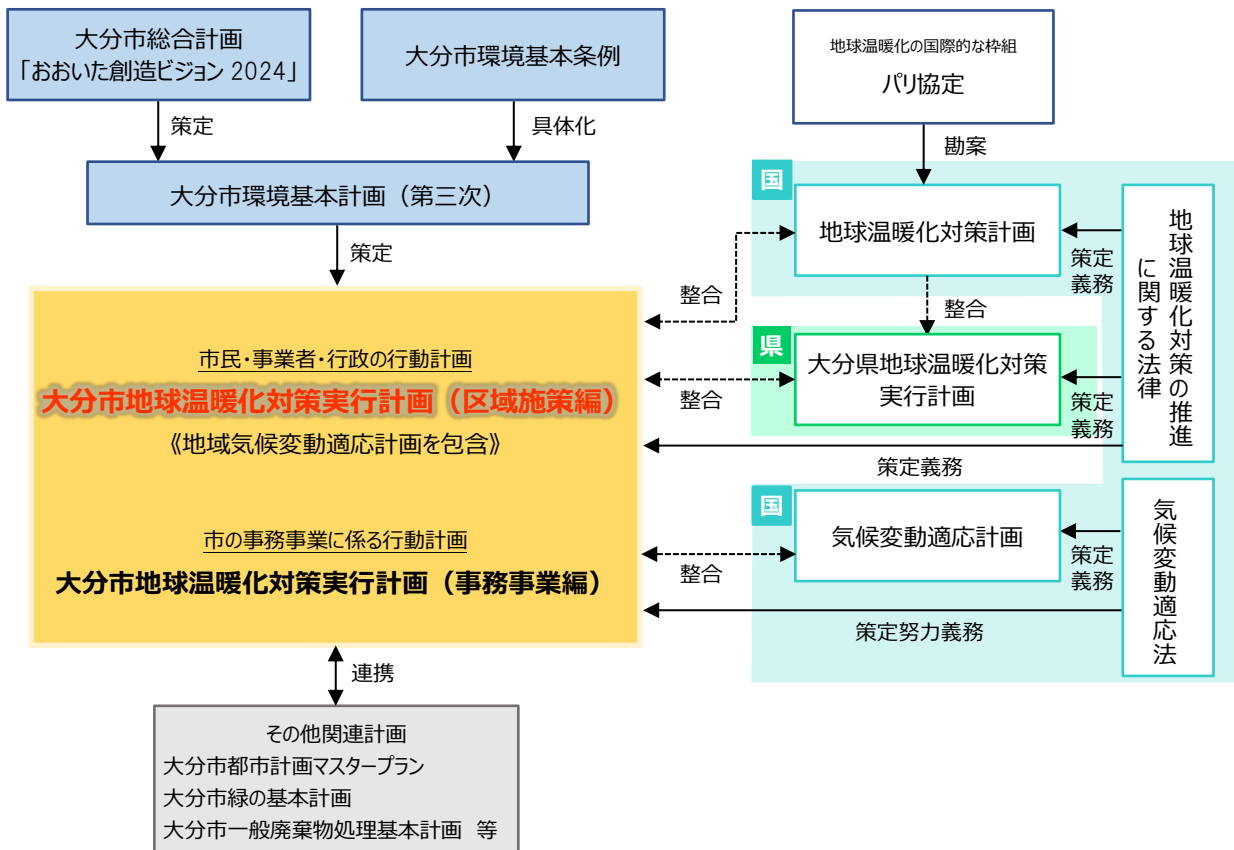 大分市総合計画
「おおいた創造ビジョン 2024」
大分市環境基本条例
地球温暖化の国際的な枠組
パリ協定
策定
具体化
勘案
大分市環境基本計画（第三次）
国
地球温暖化対策計画
地球温暖化対策の推進
に関する法律
策定
義務
策定
整合
整合
県
大分県地球温暖化対策
実行計画
策定
義務
整合
市民・事業者・行政の行動計画
大分市地球温暖化対策実行計画（区域施策編）
《地域気候変動適応計画を包含》
策定義務
国
気候変動適応計画
気候変動適応法
策定
義務
整合
市の事務事業に係る行動計画
大分市地球温暖化対策実行計画（事務事業編）
策定努力義務
連携
その他関連計画
大分市都市計画マスタープラン
大分市緑の基本計画
大分市一般廃棄物処理基本計画 等